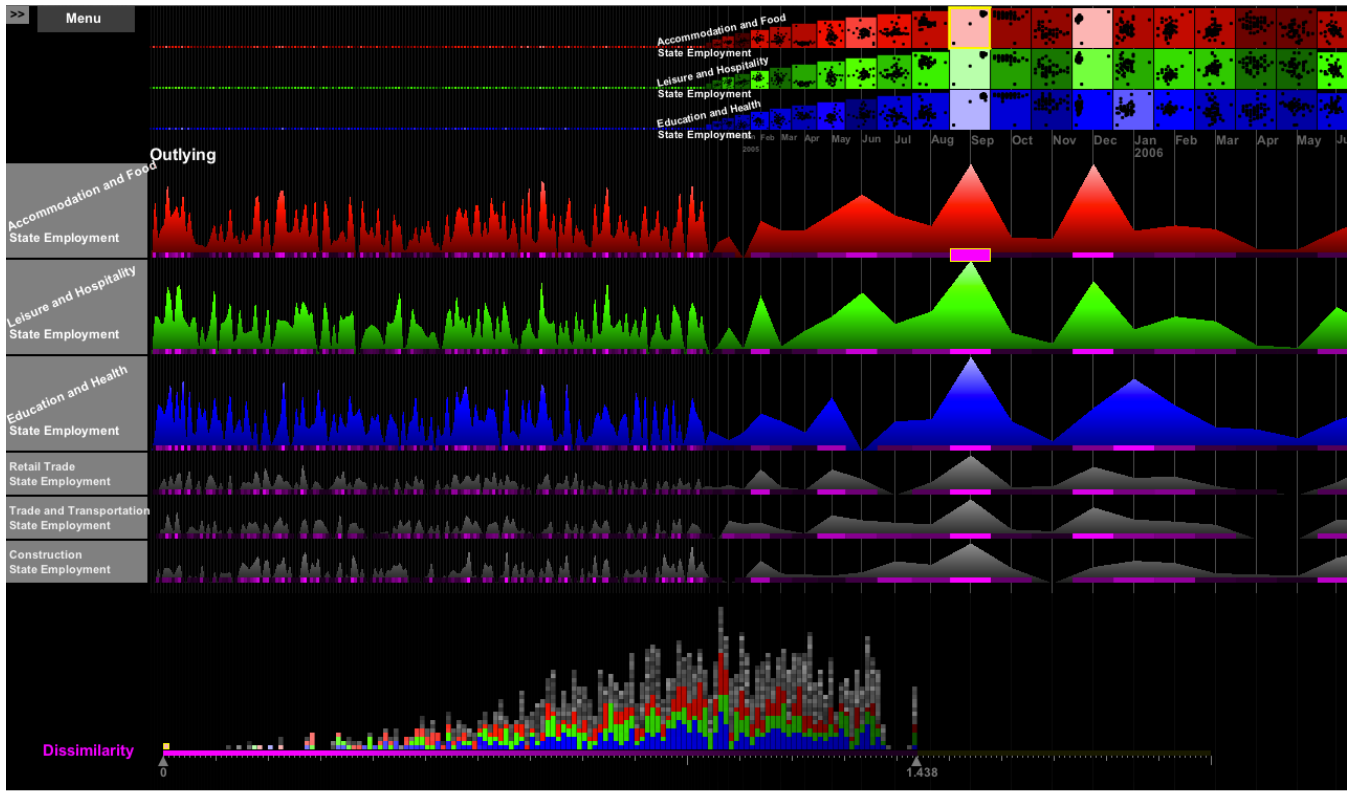 >>
Menu
Accommodation and Food
State Employment
Leisure and Hospitality
State Employment
Education and Health
State Employment
Feb Mar Apr May Jun Jul Aug Sep Oct Nov Dec Jan Feb Mar Apr May
2005 2006
Outlying
Accommodation and Food
State Employment
Leisure and Hospitality
State Employment
Education and Health
State Employment
Retail Trade
State Employment
Trade and Transportation
State Employment
Construction
State Employment
Dissimilarity
0 1.438